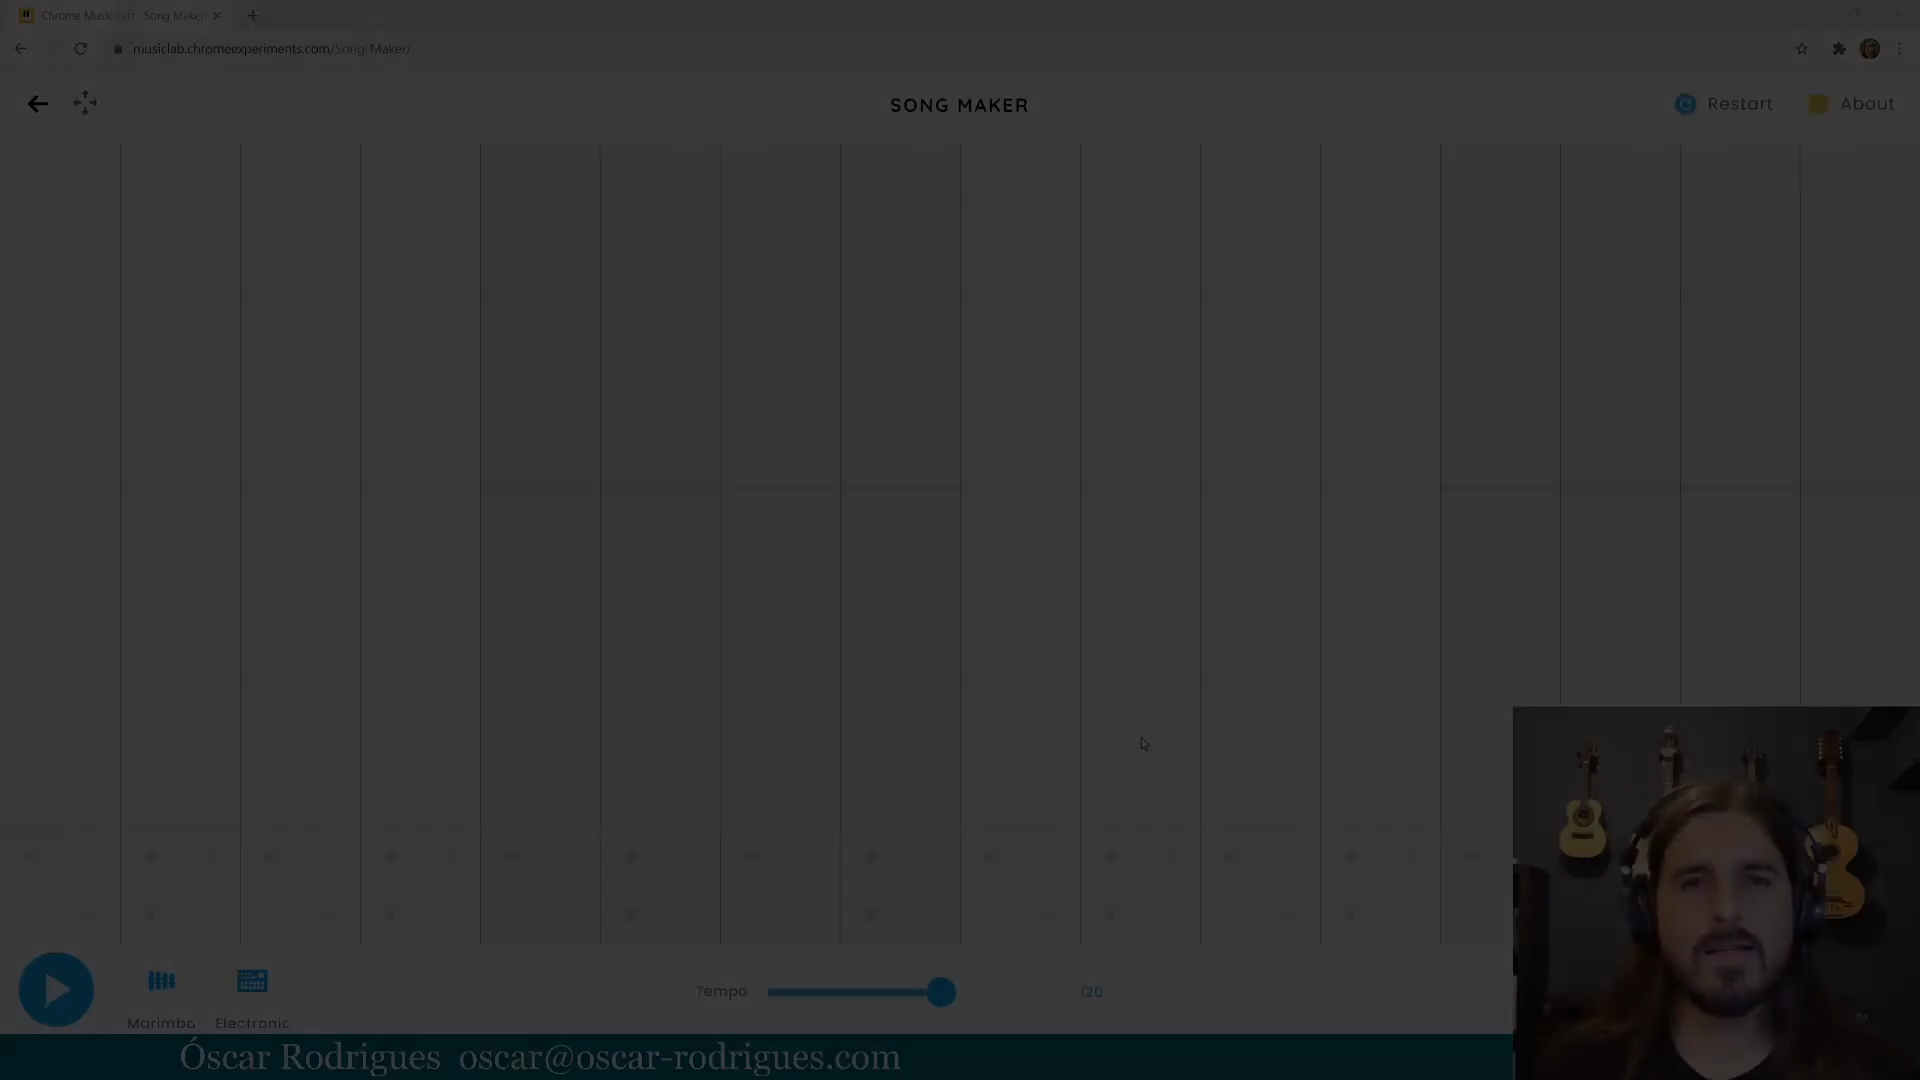 Chrome Music Lab - Song Maker
musiclab.chromeexperiments.com/Song-Maker/
SONG MAKER
Restart
About
Tempo
120
Marimba
Electronic
Óscar Rodrigues oscar@oscar-rodrigues.com